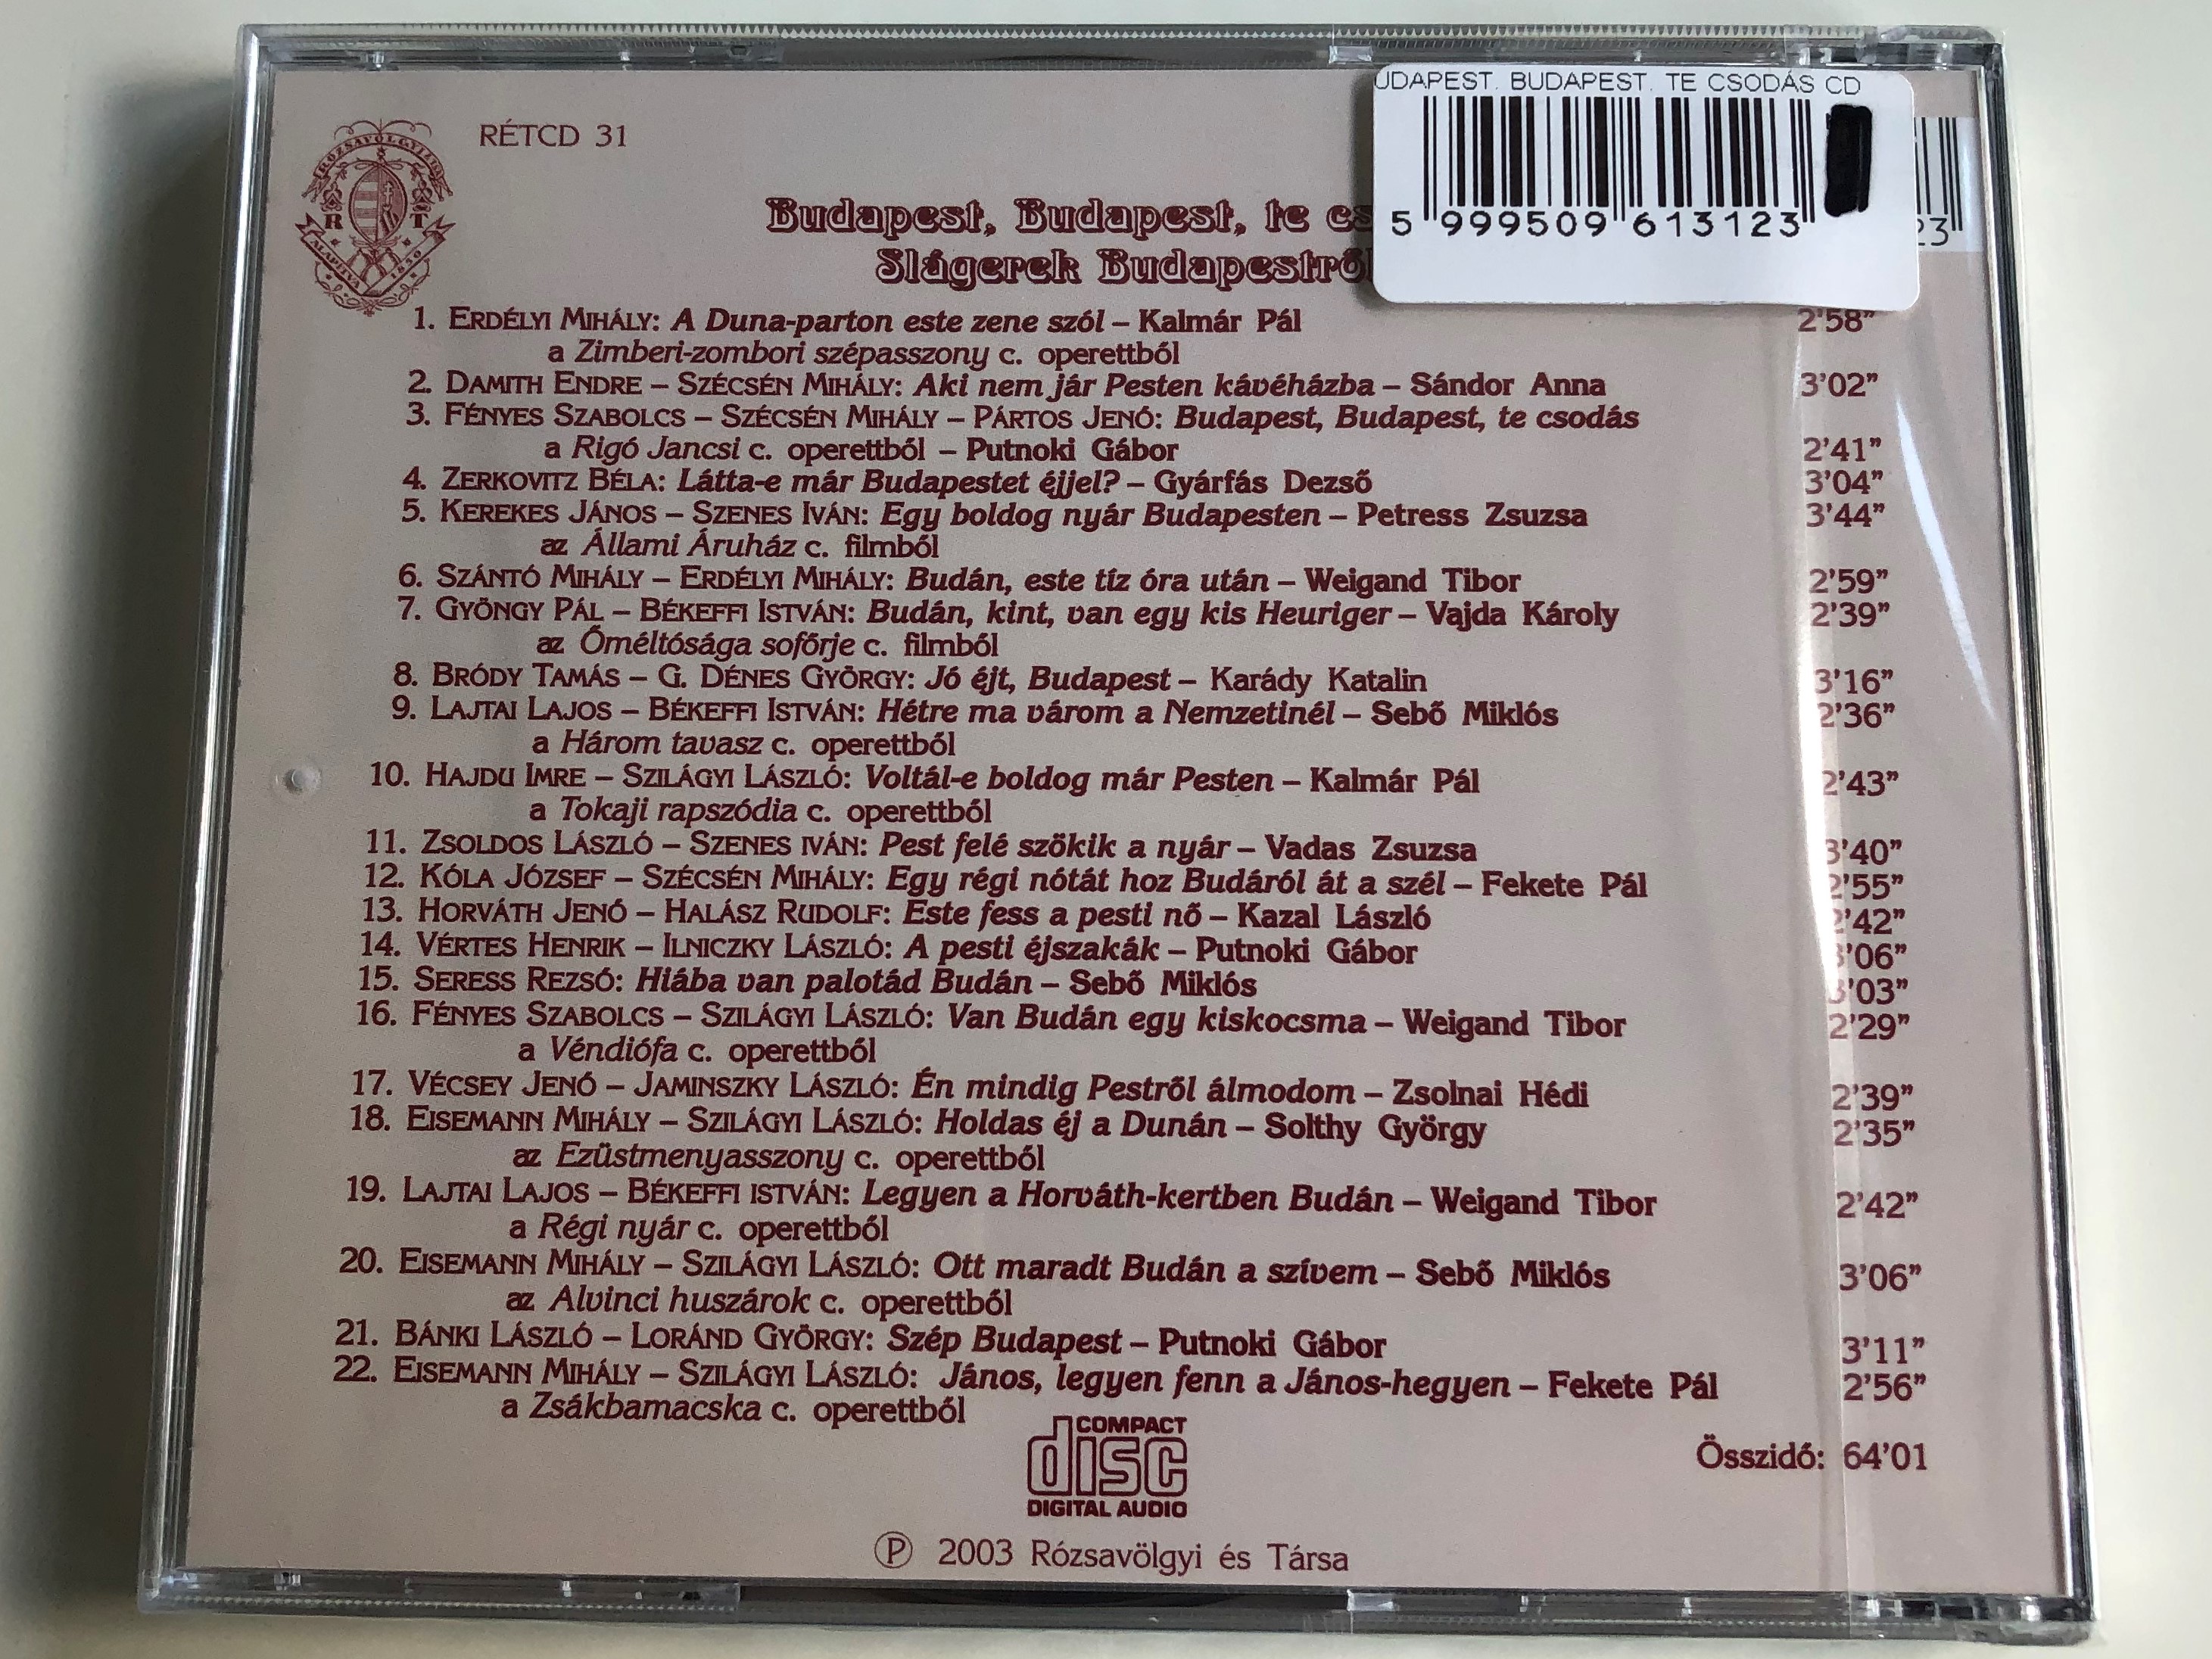 UDAPEST. BUDAPEST. TE CSODÁS CD
5 999509 613123
23
RÓZSAVÖLGYI ÉS
R T
ALAPÍTVA 1850
RÉTCD 31
Budapest, Budapest, te cs
Slágerek Budapestről
1. ERDÉLYI MIHÁLY: A Duna-parton este zene szól – Kalmár Pál 2'58"
a Zimberi-zombori szépasszony c. operettből
2. DAMITH ENDRE – SZÉCSÉN MIHÁLY: Aki nem jár Pesten kávéházba – Sándor Anna 3'02"
3. FÉNYES SZABOLCS – SZÉCSÉN MIHÁLY – PÁRTOS JENŐ: Budapest, Budapest, te csodás
a Rigó Jancsi c. operettből – Putnoki Gábor 2'41"
4. ZERKOVITZ BÉLA: Látta-e már Budapestet éjjel? – Gyárfás Dezső 3'04"
5. KEREKES JÁNOS – SZENES IVÁN: Egy boldog nyár Budapesten – Petress Zsuzsa 3'44"
az Állami Áruház c. filmből
6. SZÁNTÓ MIHÁLY – ERDÉLYI MIHÁLY: Budán, este tíz óra után – Weigand Tibor 2'59"
7. GYÖNGY PÁL – BÉKEFFI ISTVÁN: Budán, kint, van egy kis Heuriger – Vajda Károly 2'39"
az Őméltósága sofőrje c. filmből
8. BRÓDY TAMÁS – G. DÉNES GYÖRGY: Jó éjt, Budapest – Karády Katalin 3'16"
9. LAJTAI LAJOS – BÉKEFFI ISTVÁN: Hétre ma várom a Nemzetinél – Sebő Miklós 2'36"
a Három tavasz c. operettből
10. HAJDU IMRE – SZILÁGYI LÁSZLÓ: Voltál-e boldog már Pesten – Kalmár Pál 2'43"
a Tokaji rapszódia c. operettből
11. ZSOLDOS LÁSZLÓ – SZENES IVÁN: Pest felé szökik a nyár – Vadas Zsuzsa 3'40"
12. KÓLA JÓZSEF – SZÉCSÉN MIHÁLY: Egy régi nótát hoz Budáról át a szél – Fekete Pál 2'55"
13. HORVÁTH JENŐ – HALÁSZ RUDOLF: Este fess a pesti nő – Kazal László 2'42"
14. VÉRTES HENRIK – ILNICZKY LÁSZLÓ: A pesti éjszakák – Putnoki Gábor 3'06"
15. SERESS REZSŐ: Hiába van palotád Budán – Sebő Miklós 3'03"
16. FÉNYES SZABOLCS – SZILÁGYI LÁSZLÓ: Van Budán egy kiskocsma – Weigand Tibor 2'29"
a Véndiófa c. operettből
17. VÉCSEY JENŐ – JAMINSZKY LÁSZLÓ: Én mindig Pestről álmodom – Zsolnai Hédi 2'39"
18. EISEMANN MIHÁLY – SZILÁGYI LÁSZLÓ: Holdas éj a Dunán – Solthy György 2'35"
az Ezüstmenyasszony c. operettből
19. LAJTAI LAJOS – BÉKEFFI ISTVÁN: Legyen a Horváth-kertben Budán – Weigand Tibor 2'42"
a Régi nyár c. operettből
20. EISEMANN MIHÁLY – SZILÁGYI LÁSZLÓ: Ott maradt Budán a szívem – Sebő Miklós 3'06"
az Alvinci huszárok c. operettből
21. BÁNKI LÁSZLÓ – LORÁND GYÖRGY: Szép Budapest – Putnoki Gábor 3'11"
22. EISEMANN MIHÁLY – SZILÁGYI LÁSZLÓ: János, legyen fenn a János-hegyen – Fekete Pál 2'56"
a Zsákbamacska c. operettből
Összidő: 64'01
COMPACT
disc
DIGITAL AUDIO
Ⓟ 2003 Rózsavölgyi és Társa